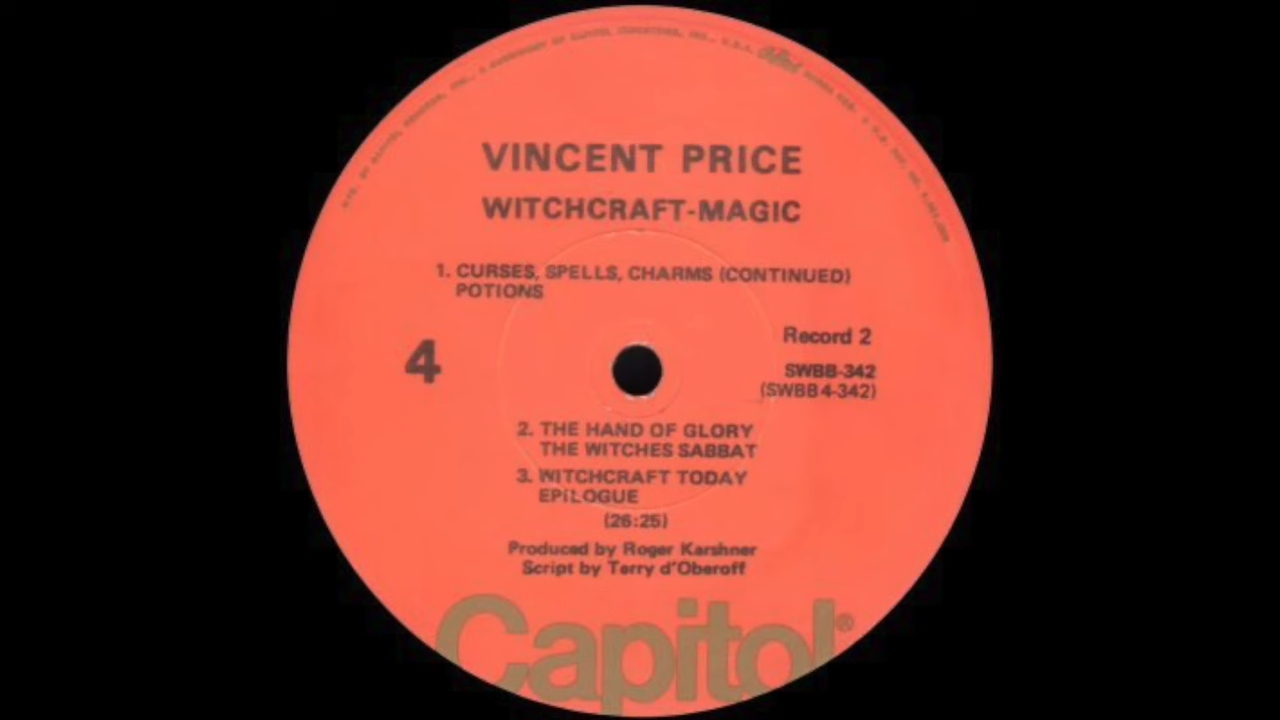 VINCENT PRICE
WITCHCRAFT-MAGIC
1. CURSES, SPELLS, CHARMS (CONTINUED)
POTIONS
Record 2
4
SWBB-342
(SWBB4-342)
2. THE HAND OF GLORY
THE WITCHES SABBAT
3. WITCHCRAFT TODAY
EPILOGUE
(26:25)
Produced by Roger Karshner
Script by Terry d'Oberoff
Capitol®